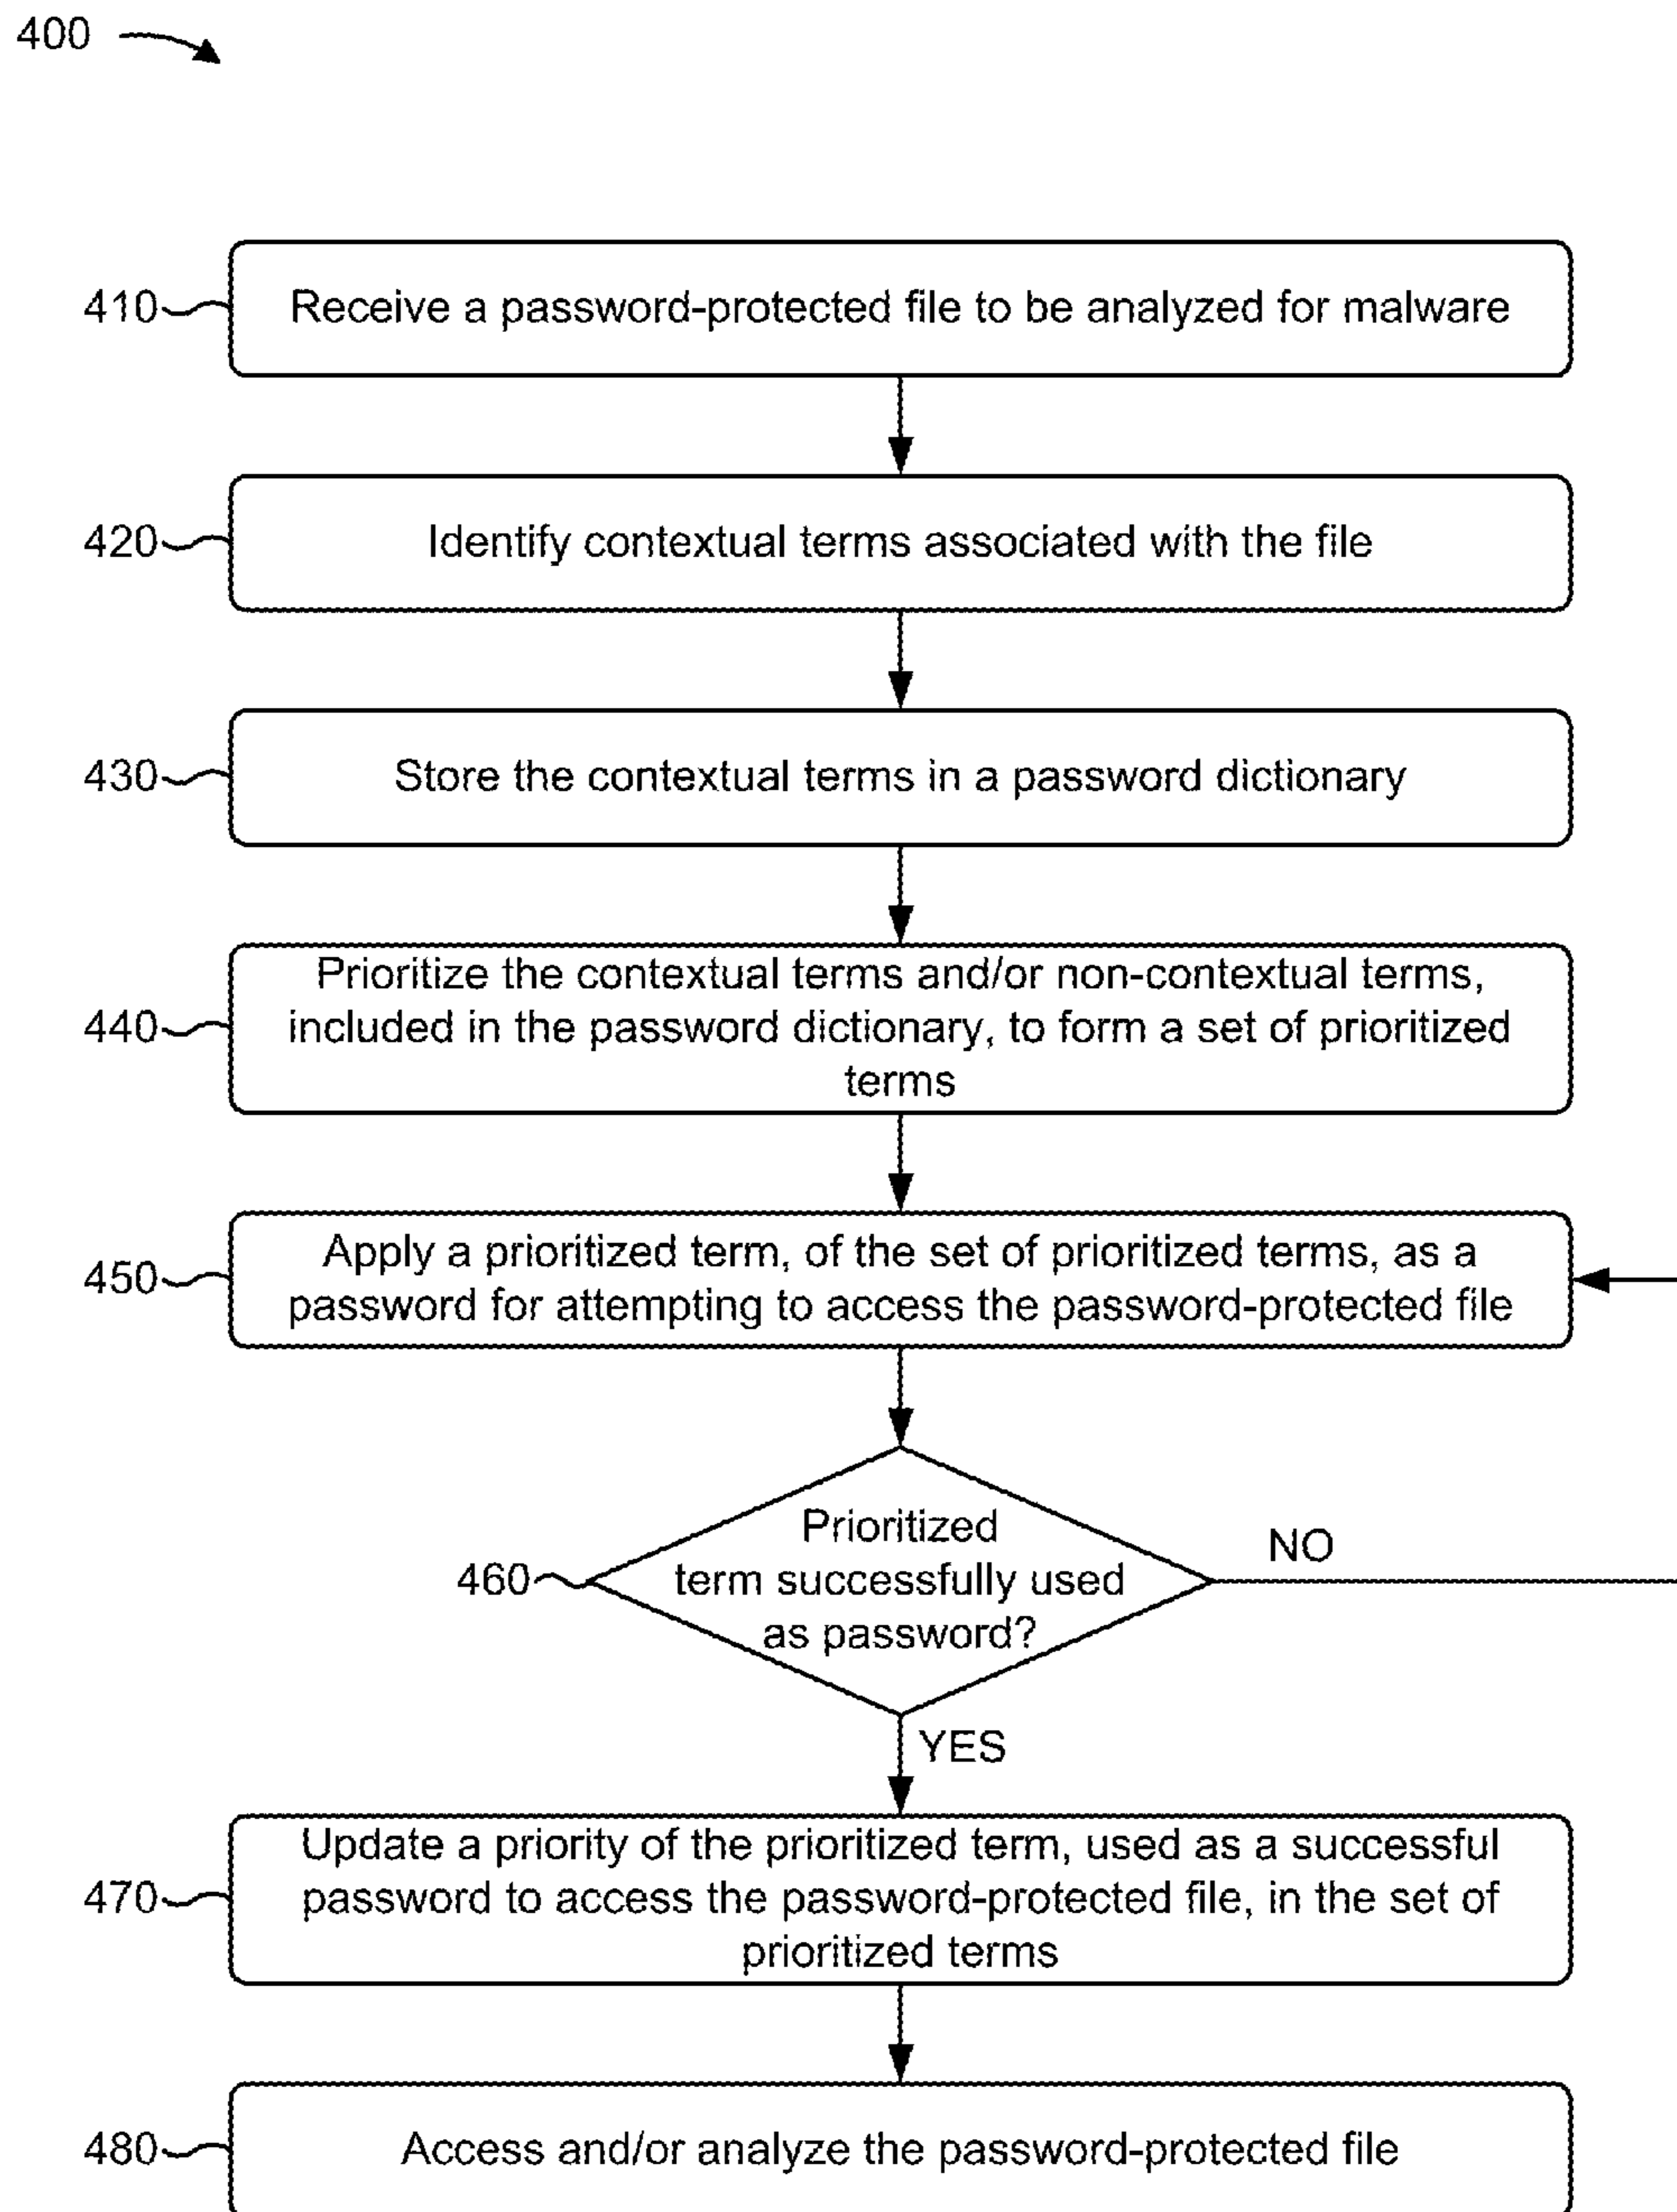 400
410
Receive a password-protected file to be analyzed for malware
420
Identify contextual terms associated with the file
430
Store the contextual terms in a password dictionary
440
Prioritize the contextual terms and/or non-contextual terms,
included in the password dictionary, to form a set of prioritized
terms
450
Apply a prioritized term, of the set of prioritized terms, as a
password for attempting to access the password-protected file
460
Prioritized
term successfully used
as password?
NO
YES
470
Update a priority of the prioritized term, used as a successful
password to access the password-protected file, in the set of
prioritized terms
480
Access and/or analyze the password-protected file